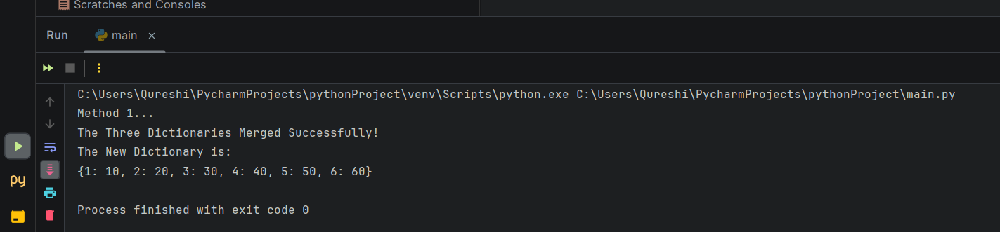 Scratches and Consoles
Run main
C:\Users\Qureshi\PycharmProjects\pythonProject\venv\Scripts\python.exe C:\Users\Qureshi\PycharmProjects\pythonProject\main.py
Method 1...
The Three Dictionaries Merged Successfully!
The New Dictionary is:
{1: 10, 2: 20, 3: 30, 4: 40, 5: 50, 6: 60}
py
Process finished with exit code 0